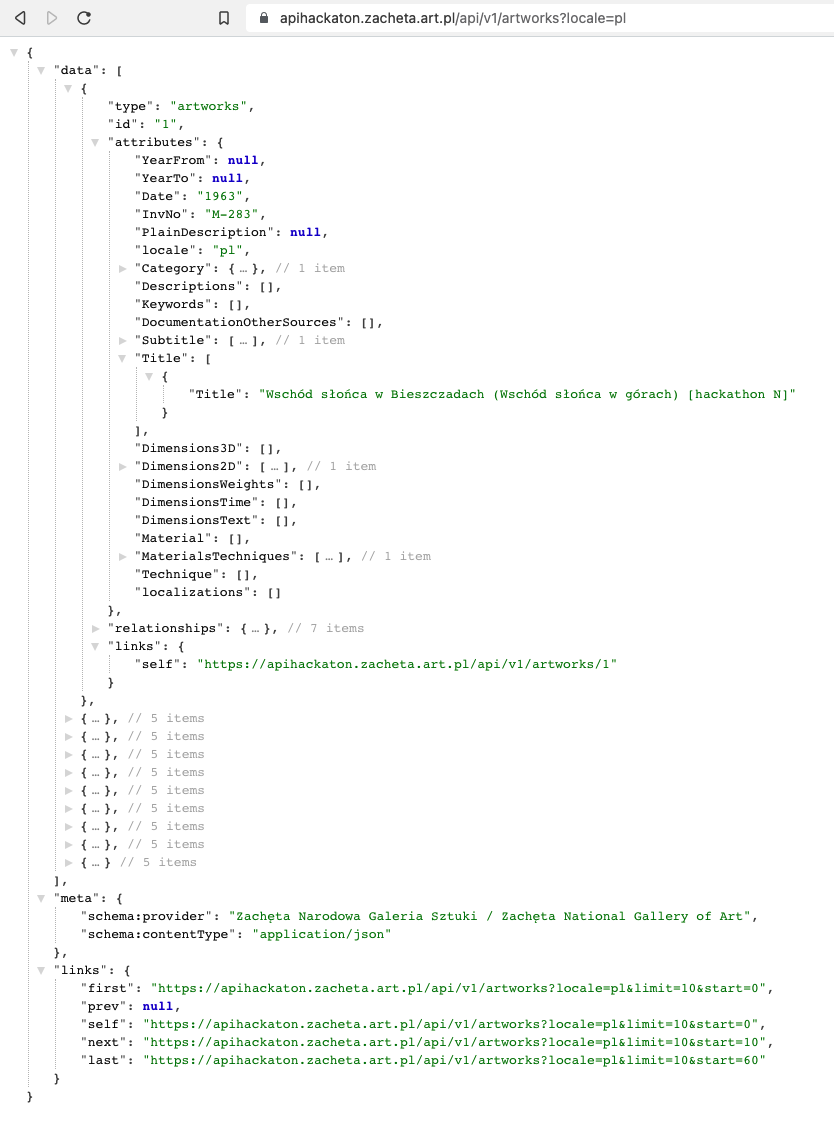 apihackaton.zacheta.art.pl/api/v1/artworks?locale=pl
{
"data": [
{
"type": "artworks",
"id": "1",
"attributes": {
"YearFrom": null,
"YearTo": null,
"Date": "1963",
"InvNo": "M-283",
"PlainDescription": null,
"locale": "pl",
"Category": { … }, // 1 item
"Descriptions": [],
"Keywords": [],
"DocumentationOtherSources": [],
"Subtitle": [ … ], // 1 item
"Title": [
{
"Title": "Wschód słońca w Bieszczadach (Wschód słońca w górach) [hackathon N]"
}
],
"Dimensions3D": [],
"Dimensions2D": [ … ], // 1 item
"DimensionsWeights": [],
"DimensionsTime": [],
"DimensionsText": [],
"Material": [],
"MaterialsTechniques": [ … ], // 1 item
"Technique": [],
"localizations": []
},
"relationships": { … }, // 7 items
"links": {
"self": "https://apihackaton.zacheta.art.pl/api/v1/artworks/1"
}
},
{ … }, // 5 items
{ … }, // 5 items
{ … }, // 5 items
{ … }, // 5 items
{ … }, // 5 items
{ … }, // 5 items
{ … }, // 5 items
{ … }, // 5 items
{ … } // 5 items
],
"meta": {
"schema:provider": "Zachęta Narodowa Galeria Sztuki / Zachęta National Gallery of Art",
"schema:contentType": "application/json"
},
"links": {
"first": "https://apihackaton.zacheta.art.pl/api/v1/artworks?locale=pl&limit=10&start=0",
"prev": null,
"self": "https://apihackaton.zacheta.art.pl/api/v1/artworks?locale=pl&limit=10&start=0",
"next": "https://apihackaton.zacheta.art.pl/api/v1/artworks?locale=pl&limit=10&start=10",
"last": "https://apihackaton.zacheta.art.pl/api/v1/artworks?locale=pl&limit=10&start=60"
}
}